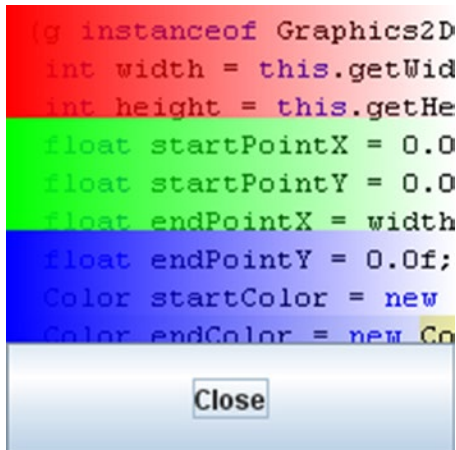 (g instanceof Graphics2D
int width = this.getWid
int height = this.getHe
float startPointX = 0.0
float startPointY = 0.0
float endPointX = width
float endPointY = 0.0f;
Color startColor = new
Color endColor = new Co
Close